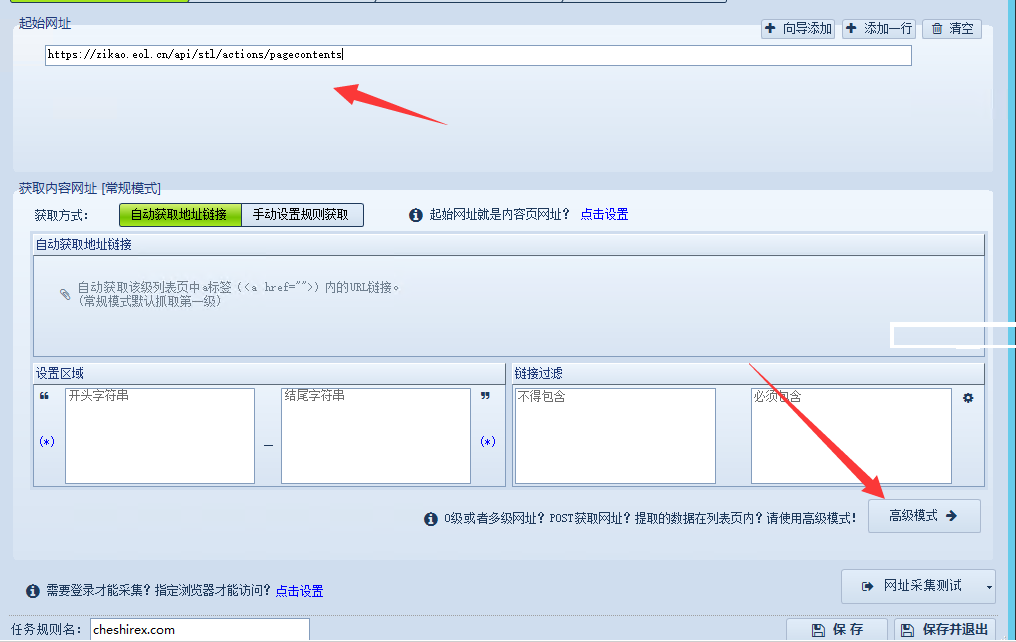 起始网址
向导添加 添加一行 清空
https://zikao.eol.cn/api/stl/actions/pagecontents
获取内容网址 [常规模式]
获取方式： 自动获取地址链接 手动设置规则获取 起始网址就是内容页网址？ 点击设置
自动获取地址链接
自动获取该级列表页中a标签（<a href="">）内的URL链接。
(常规模式默认抓取第一级)
设置区域 链接过滤
开头字符串 结尾字符串 不得包含 必须包含
(*) — (*)
0级或者多级网址？POST获取网址？提取的数据在列表页内？请使用高级模式！ 高级模式
需要登录才能采集？指定浏览器才能访问？ 点击设置 网址采集测试
任务规则名： cheshirex.com 保 存 保存并退出